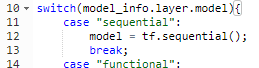 10 switch(model_info.layer.model){
11 case "sequential":
12 model = tf.sequential();
13 break;
14 case "functional":